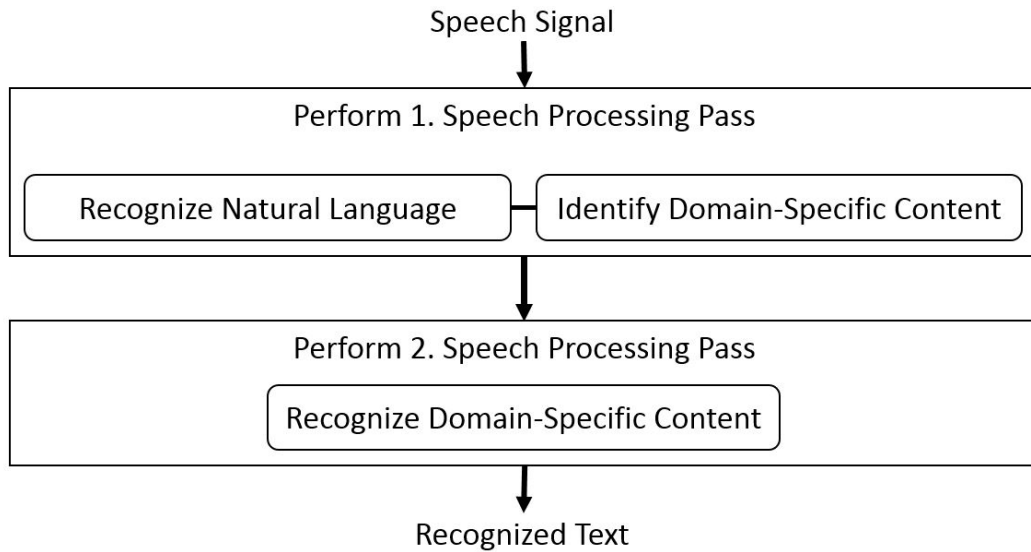 Speech Signal
Perform 1. Speech Processing Pass
Recognize Natural Language
Identify Domain-Specific Content
Perform 2. Speech Processing Pass
Recognize Domain-Specific Content
Recognized Text